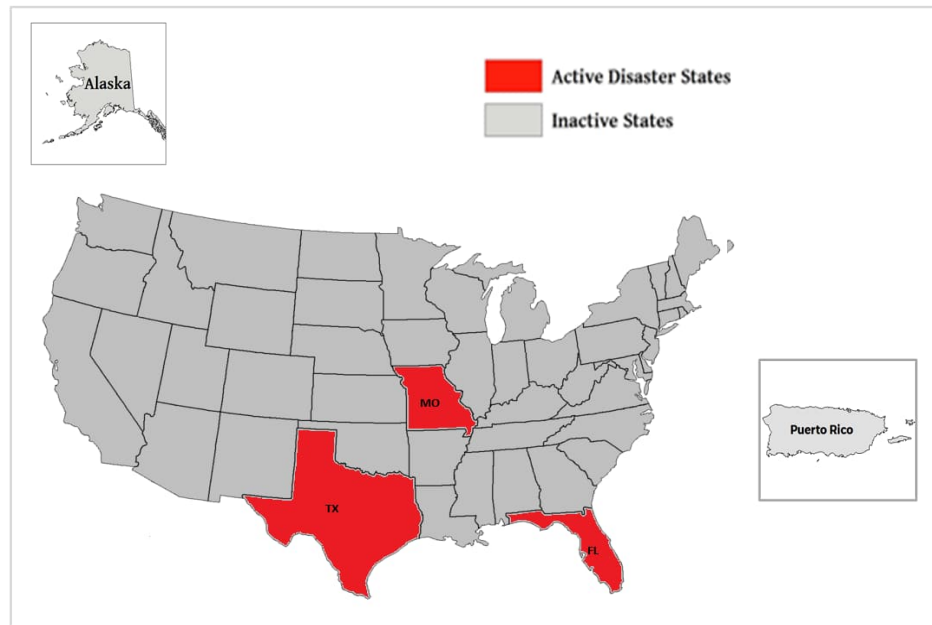 Alaska
Active Disaster States
Inactive States
MO
Puerto Rico
TX
FL